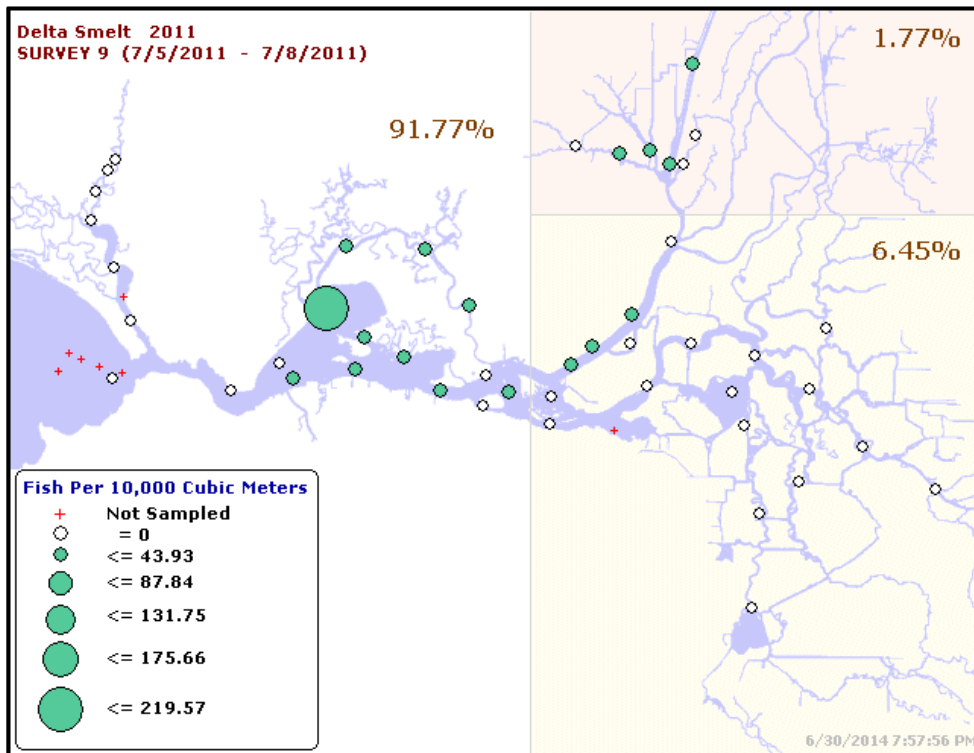 Delta Smelt 2011
SURVEY 9 (7/5/2011 - 7/8/2011)
1.77%
91.77%
6.45%
Fish Per 10,000 Cubic Meters
Not Sampled
= 0
<= 43.93
<= 87.84
<= 131.75
<= 175.66
<= 219.57
6/30/2014 7:57:56 PM